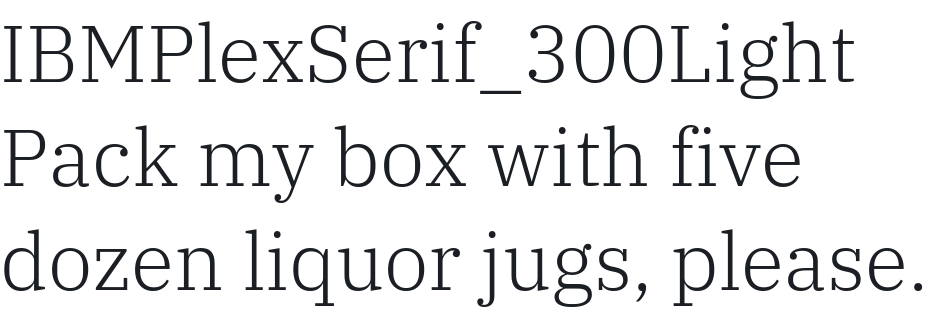 IBMPlexSerif_300Light
Pack my box with five
dozen liquor jugs, please.